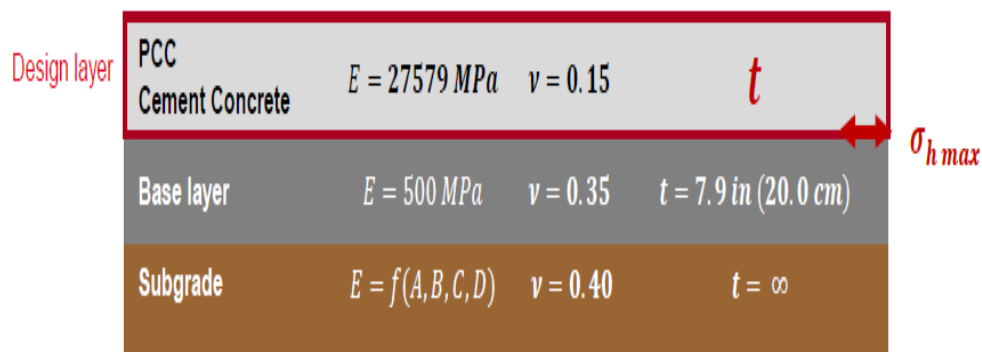 Design layer
PCC
Cement Concrete
E = 27579 MPa ν = 0.15 t
σh max
Base layer E = 500 MPa ν = 0.35 t = 7.9 in (20.0 cm)
Subgrade E = f(A, B, C, D) ν = 0.40 t = ∞